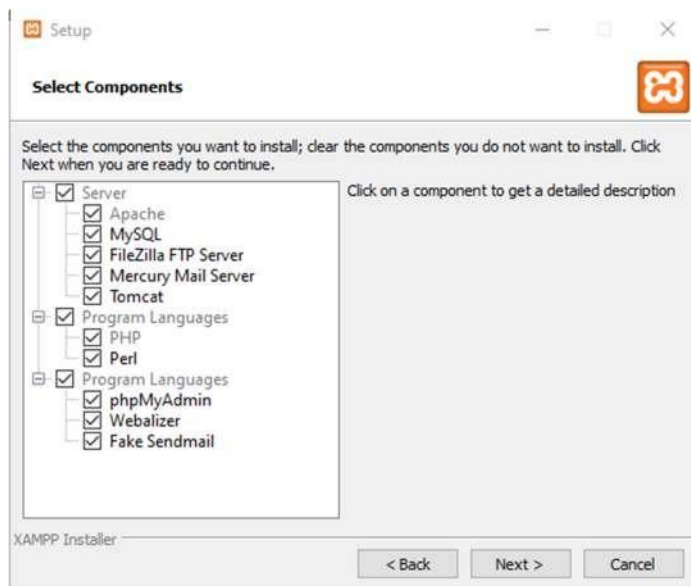 Setup
Select Components
Select the components you want to install; clear the components you do not want to install. Click
Next when you are ready to continue.
Server
Apache
MySQL
FileZilla FTP Server
Mercury Mail Server
Tomcat
Program Languages
PHP
Perl
Program Languages
phpMyAdmin
Webalizer
Fake Sendmail
Click on a component to get a detailed description
XAMPP Installer
< Back
Next >
Cancel